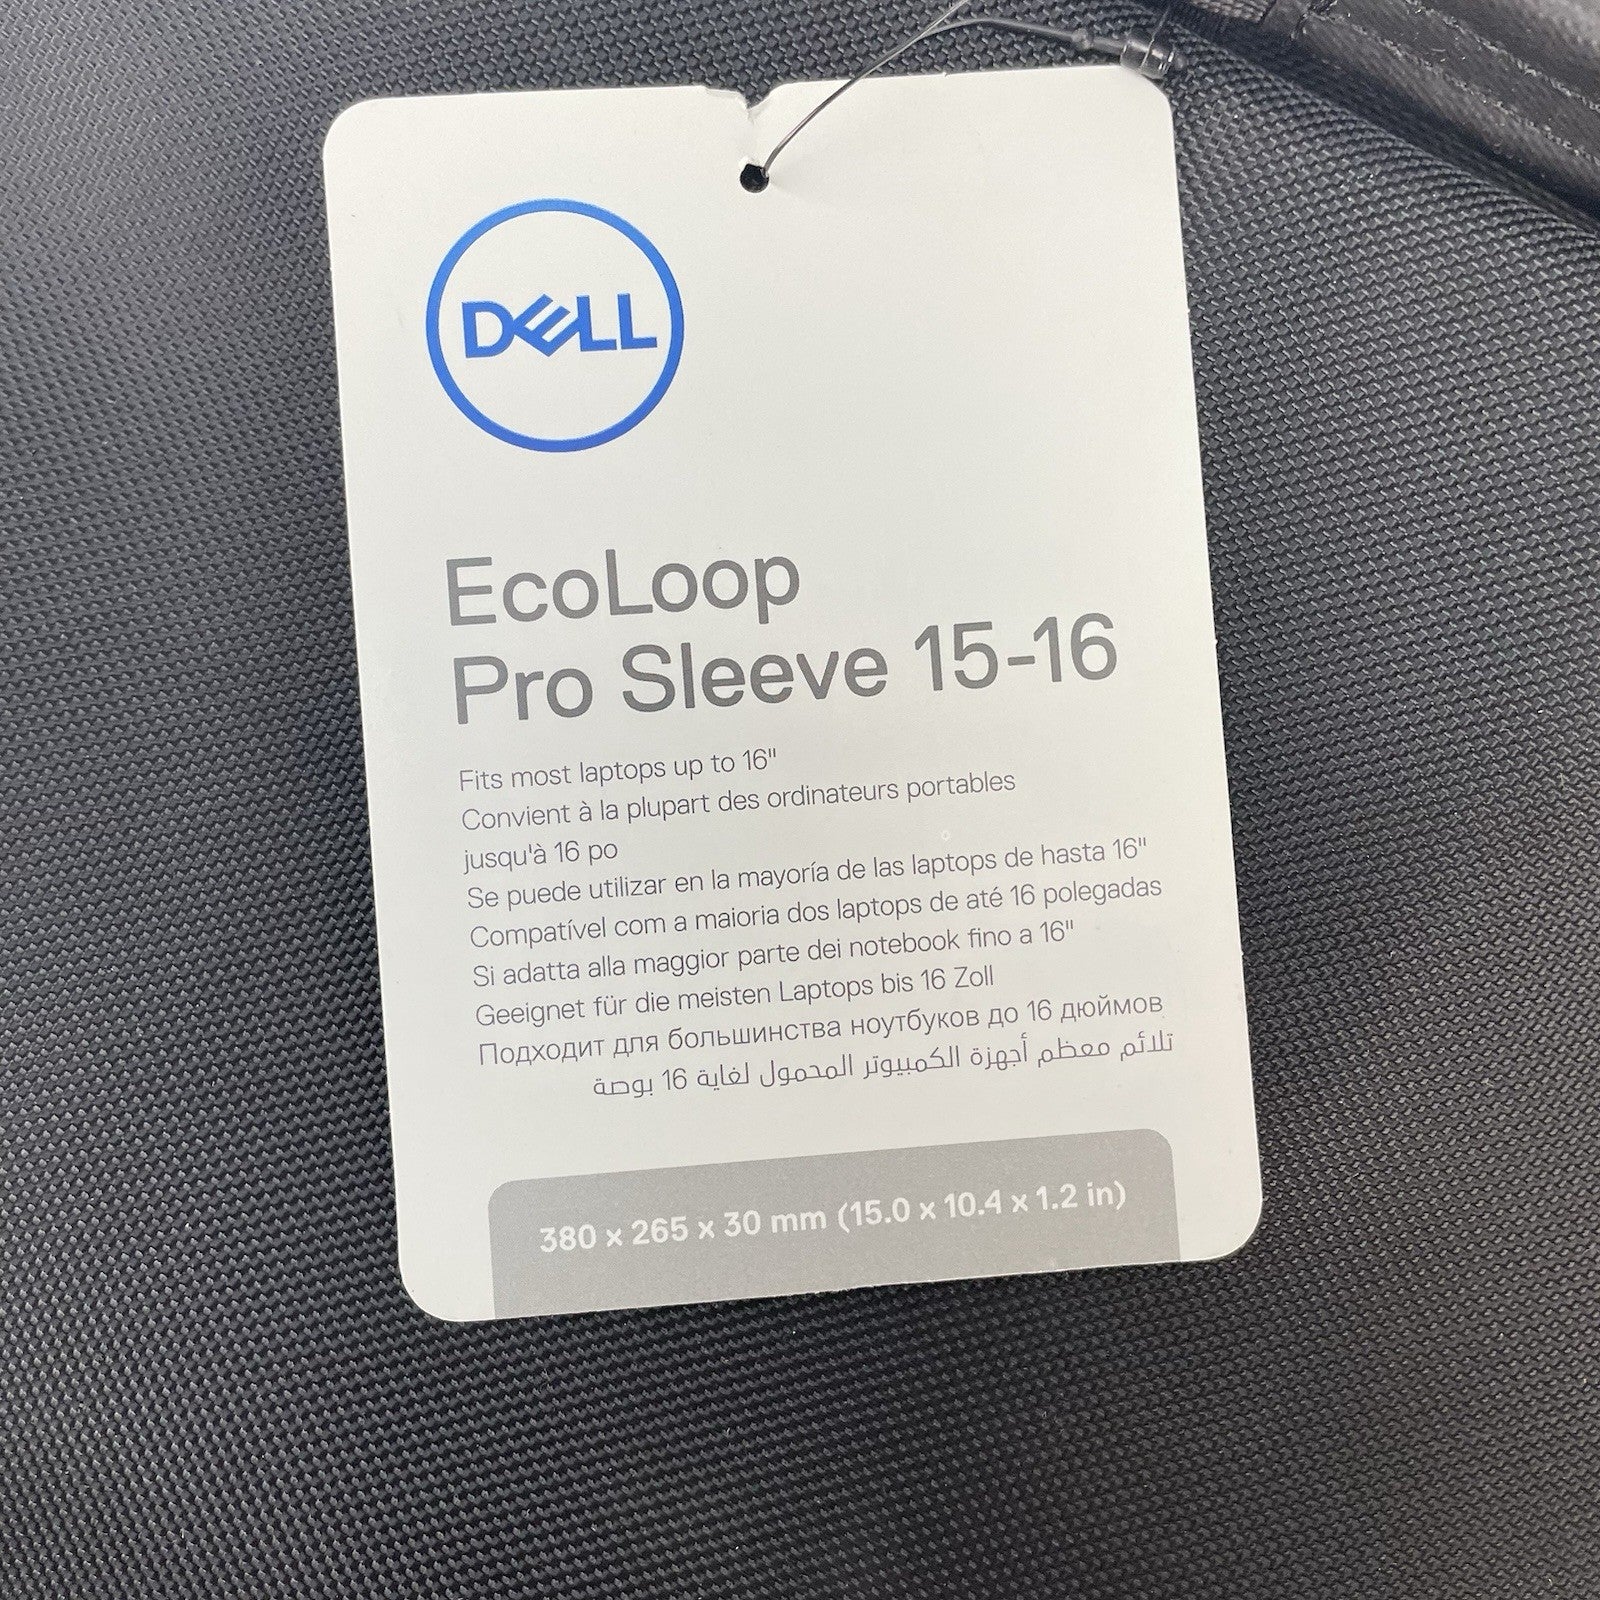 DELL
EcoLoop
Pro Sleeve 15-16
Fits most laptops up to 16"
Convient à la plupart des ordinateurs portables
jusqu'à 16 po
Se puede utilizar en la mayoría de las laptops de hasta 16"
Compatível com a maioria dos laptops de até 16 polegadas
Si adatta alla maggior parte dei notebook fino a 16"
Geeignet für die meisten Laptops bis 16 Zoll
Подходит для большинства ноутбуков до 16 дюймов
تلائم معظم أجهزة الكمبيوتر المحمول لغاية 16 بوصة
380 x 265 x 30 mm (15.0 x 10.4 x 1.2 in)